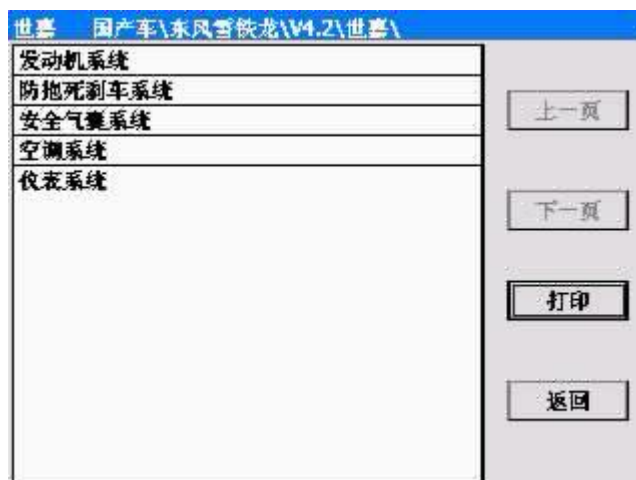 世嘉 国产车\东风雪铁龙\V4.2\世嘉\
发动机系统
防抱死刹车系统
安全气囊系统
空调系统
仪表系统
上一页
下一页
打印
返回